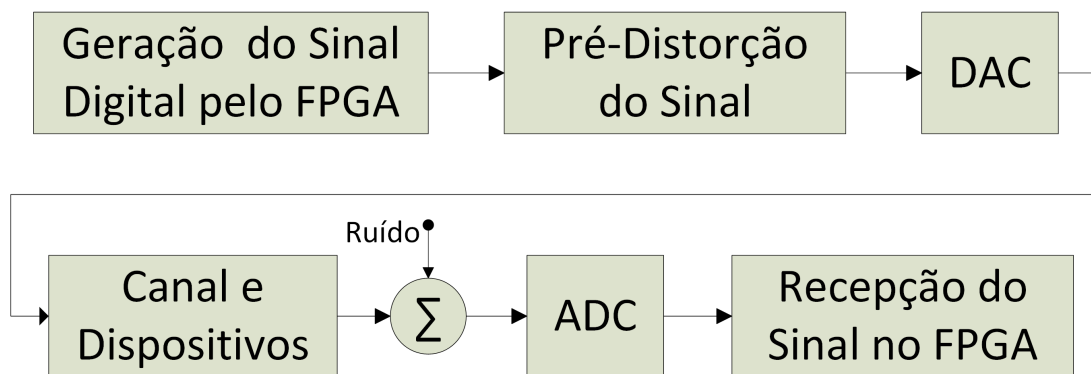 Geração do Sinal
Digital pelo FPGA
Pré-Distorção
do Sinal
DAC
Ruído
Canal e
Dispositivos
∑
ADC
Recepção do
Sinal no FPGA